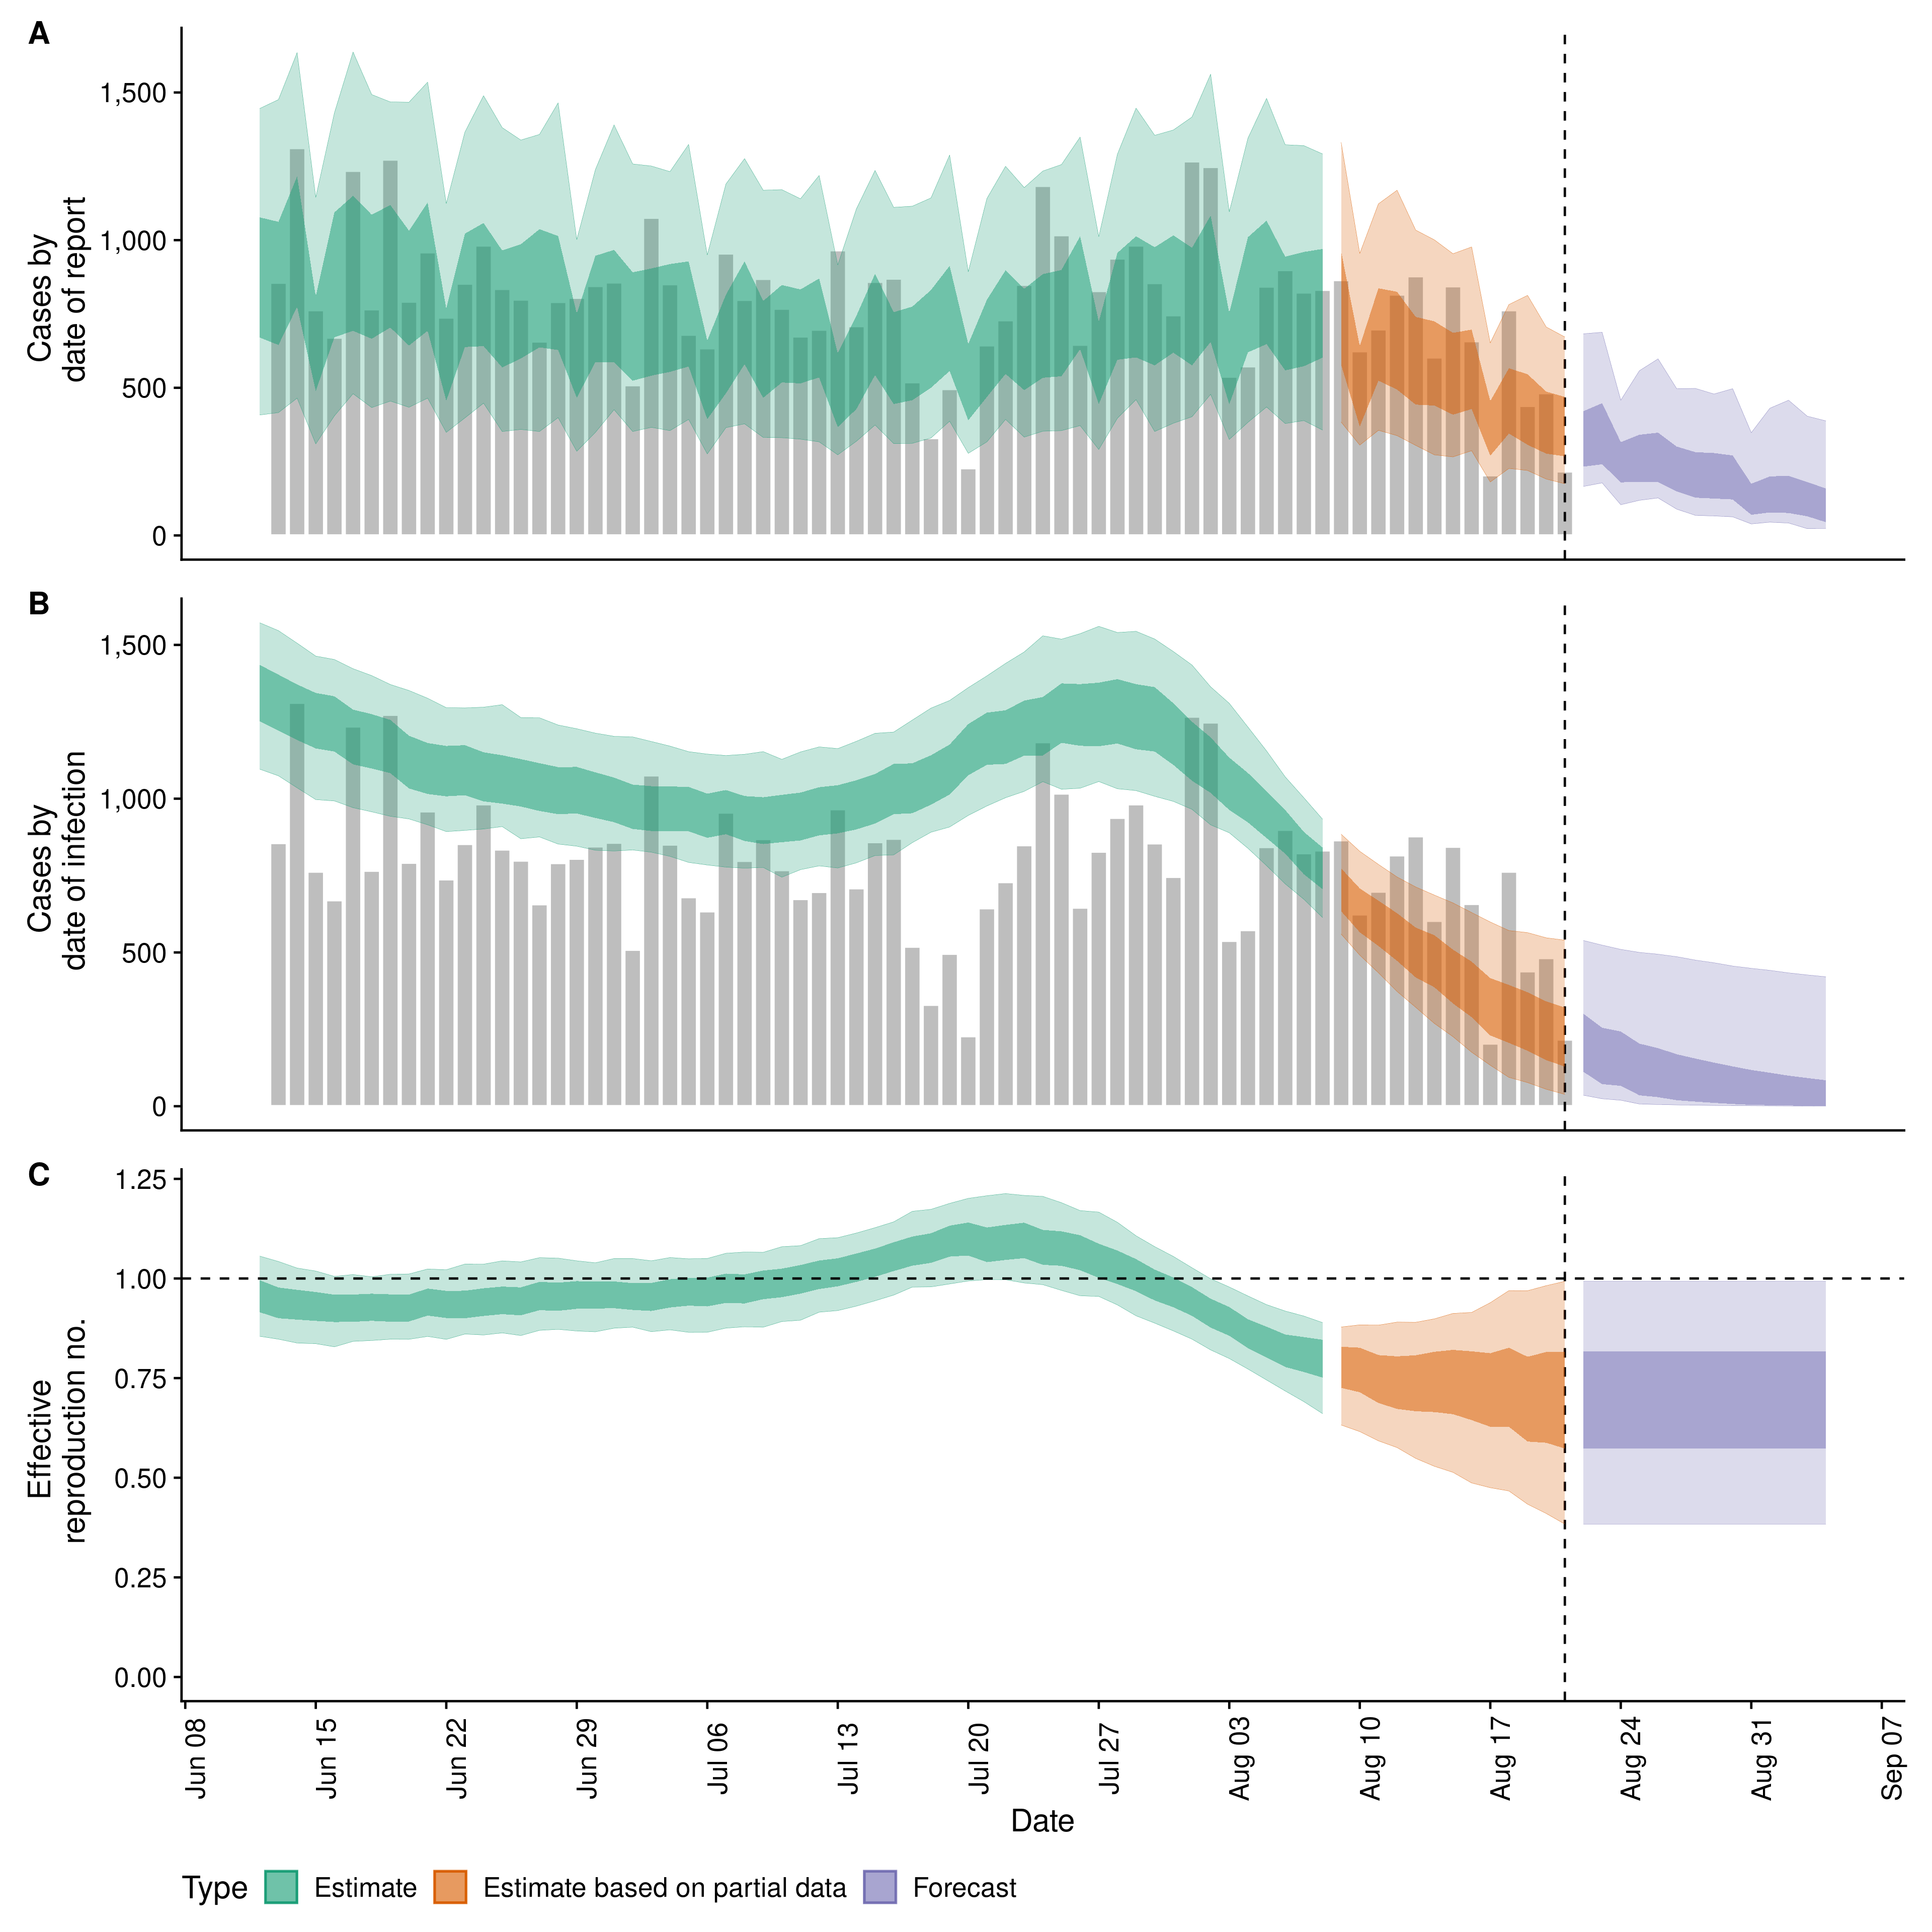 A
1,500
1,000
500
0
Cases by
date of report
B
1,500
1,000
500
0
Cases by
date of infection
C
1.25
1.00
0.75
0.50
0.25
0.00
Effective
reproduction no.
Jun 08
Jun 15
Jun 22
Jun 29
Jul 06
Jul 13
Jul 20
Jul 27
Aug 03
Aug 10
Aug 17
Aug 24
Aug 31
Sep 07
Date
Type Estimate Estimate based on partial data Forecast